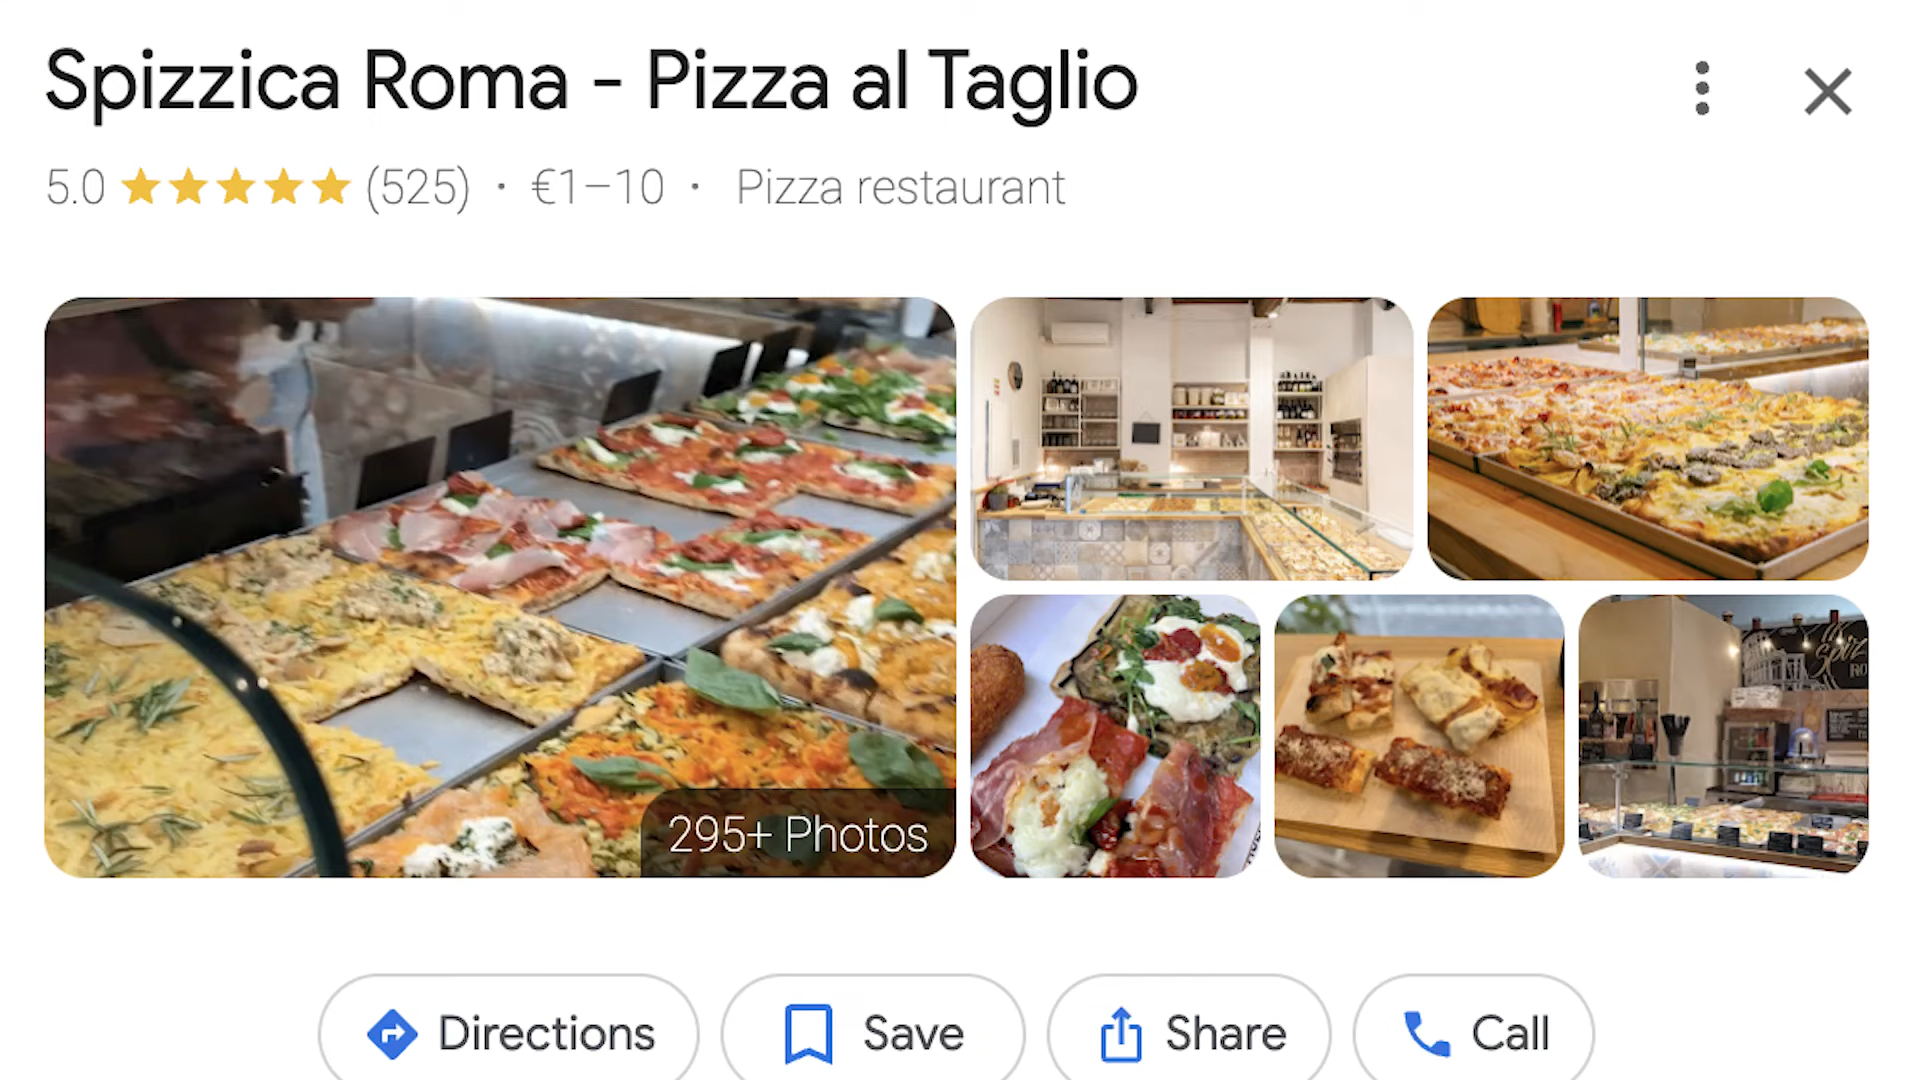 Spizzica Roma - Pizza al Taglio
5.0 (525) · €1–10 · Pizza restaurant
295+ Photos
Directions
Save
Share
Call